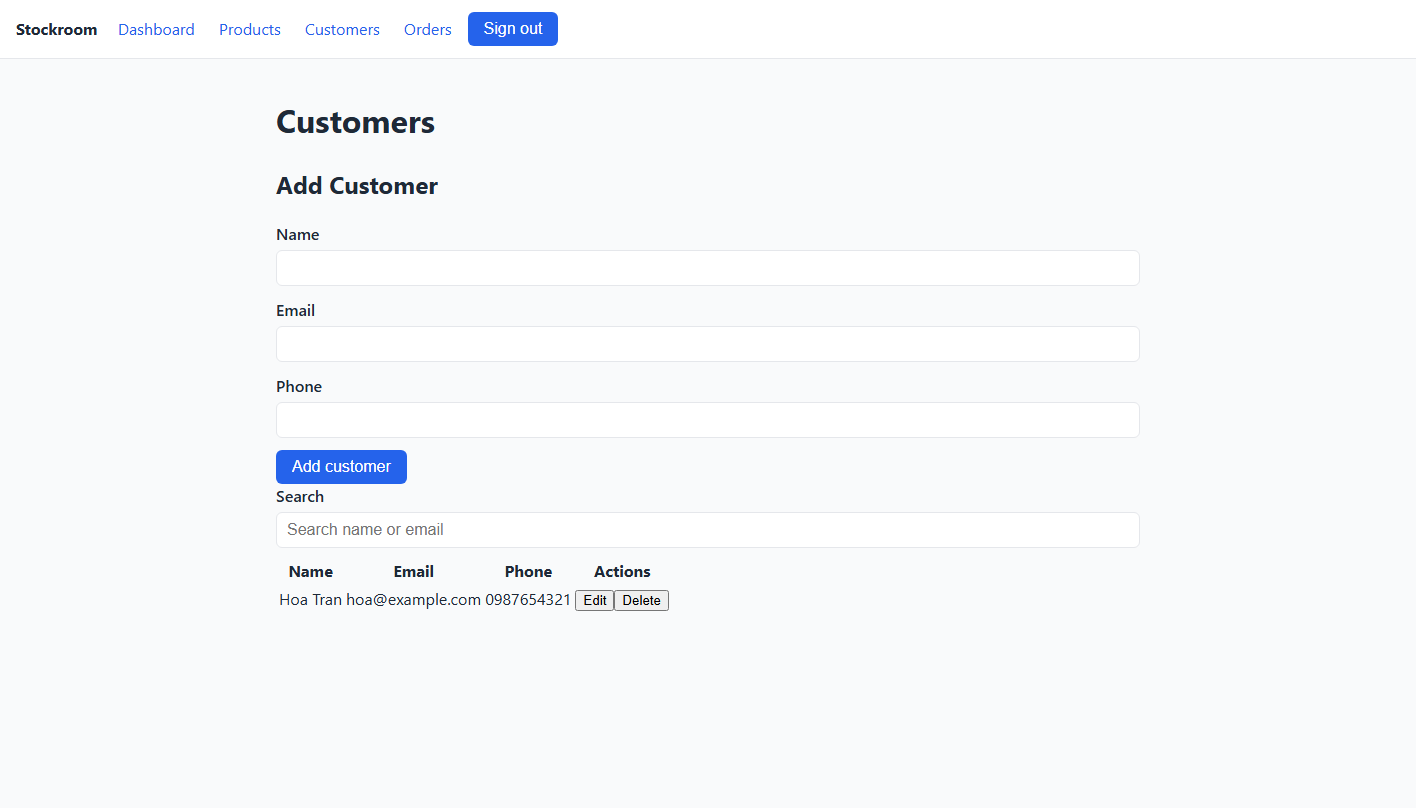 Stockroom Dashboard Products Customers Orders Sign out
Customers
Add Customer
Name
Email
Phone
Add customer
Search
Search name or email
Name Email Phone Actions
Hoa Tran hoa@example.com 0987654321 Edit Delete